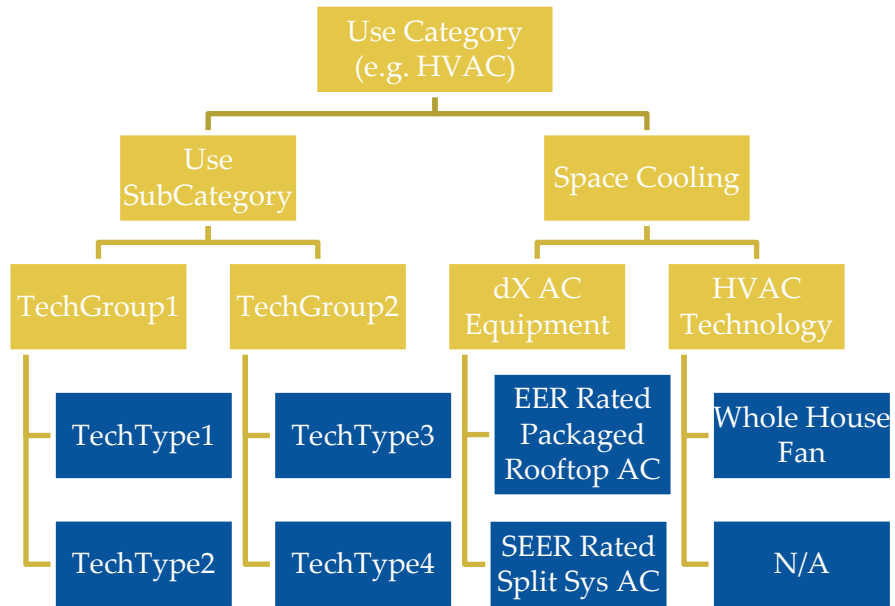 Use Category
(e.g. HVAC)
Use
SubCategory
Space Cooling
TechGroup1
TechGroup2
dX AC
Equipment
HVAC
Technology
TechType1
TechType3
EER Rated
Packaged
Rooftop AC
Whole House
Fan
TechType2
TechType4
SEER Rated
Split Sys AC
N/A